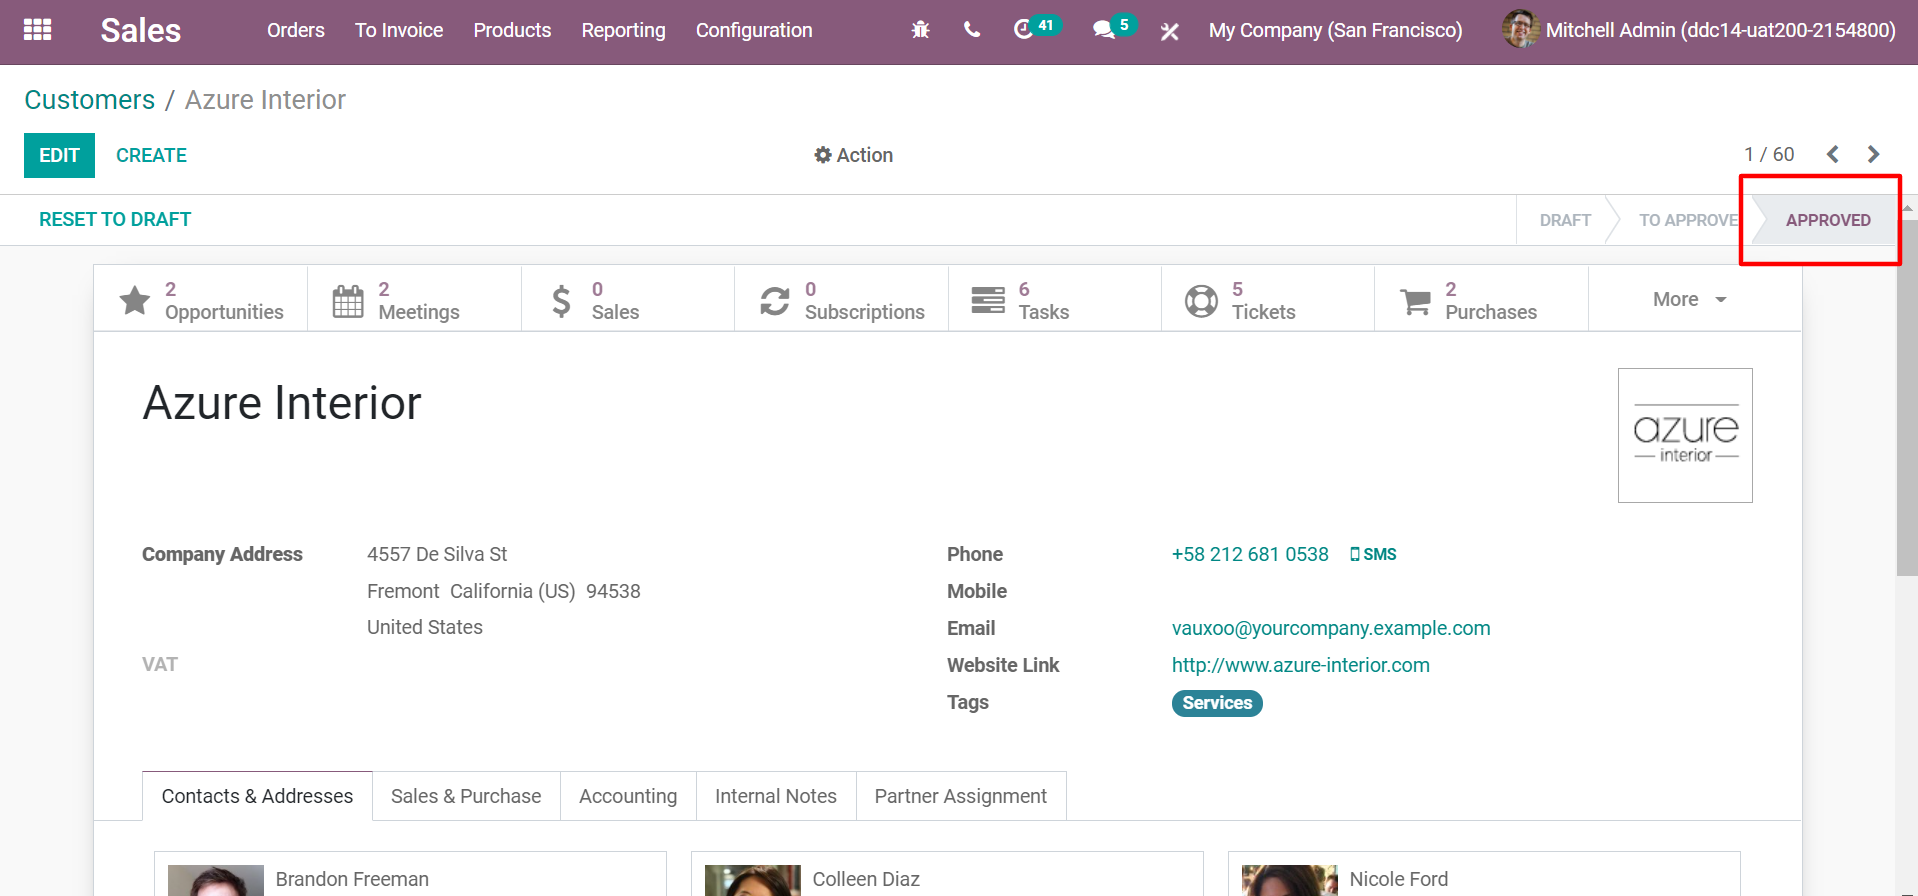 Sales Orders To Invoice Products Reporting Configuration 41 5 My Company (San Francisco) Mitchell Admin (ddc14-uat200-2154800)
Customers / Azure Interior
EDIT CREATE Action 1 / 60
RESET TO DRAFT DRAFT TO APPROVE APPROVED
2 Opportunities
2 Meetings
0 Sales
0 Subscriptions
6 Tasks
5 Tickets
2 Purchases
More
Azure Interior
azure
interior
Company Address 4557 De Silva St
Fremont California (US) 94538
United States
VAT
Phone +58 212 681 0538 SMS
Mobile
Email vauxoo@yourcompany.example.com
Website Link http://www.azure-interior.com
Tags Services
Contacts & Addresses Sales & Purchase Accounting Internal Notes Partner Assignment
Brandon Freeman Colleen Diaz Nicole Ford